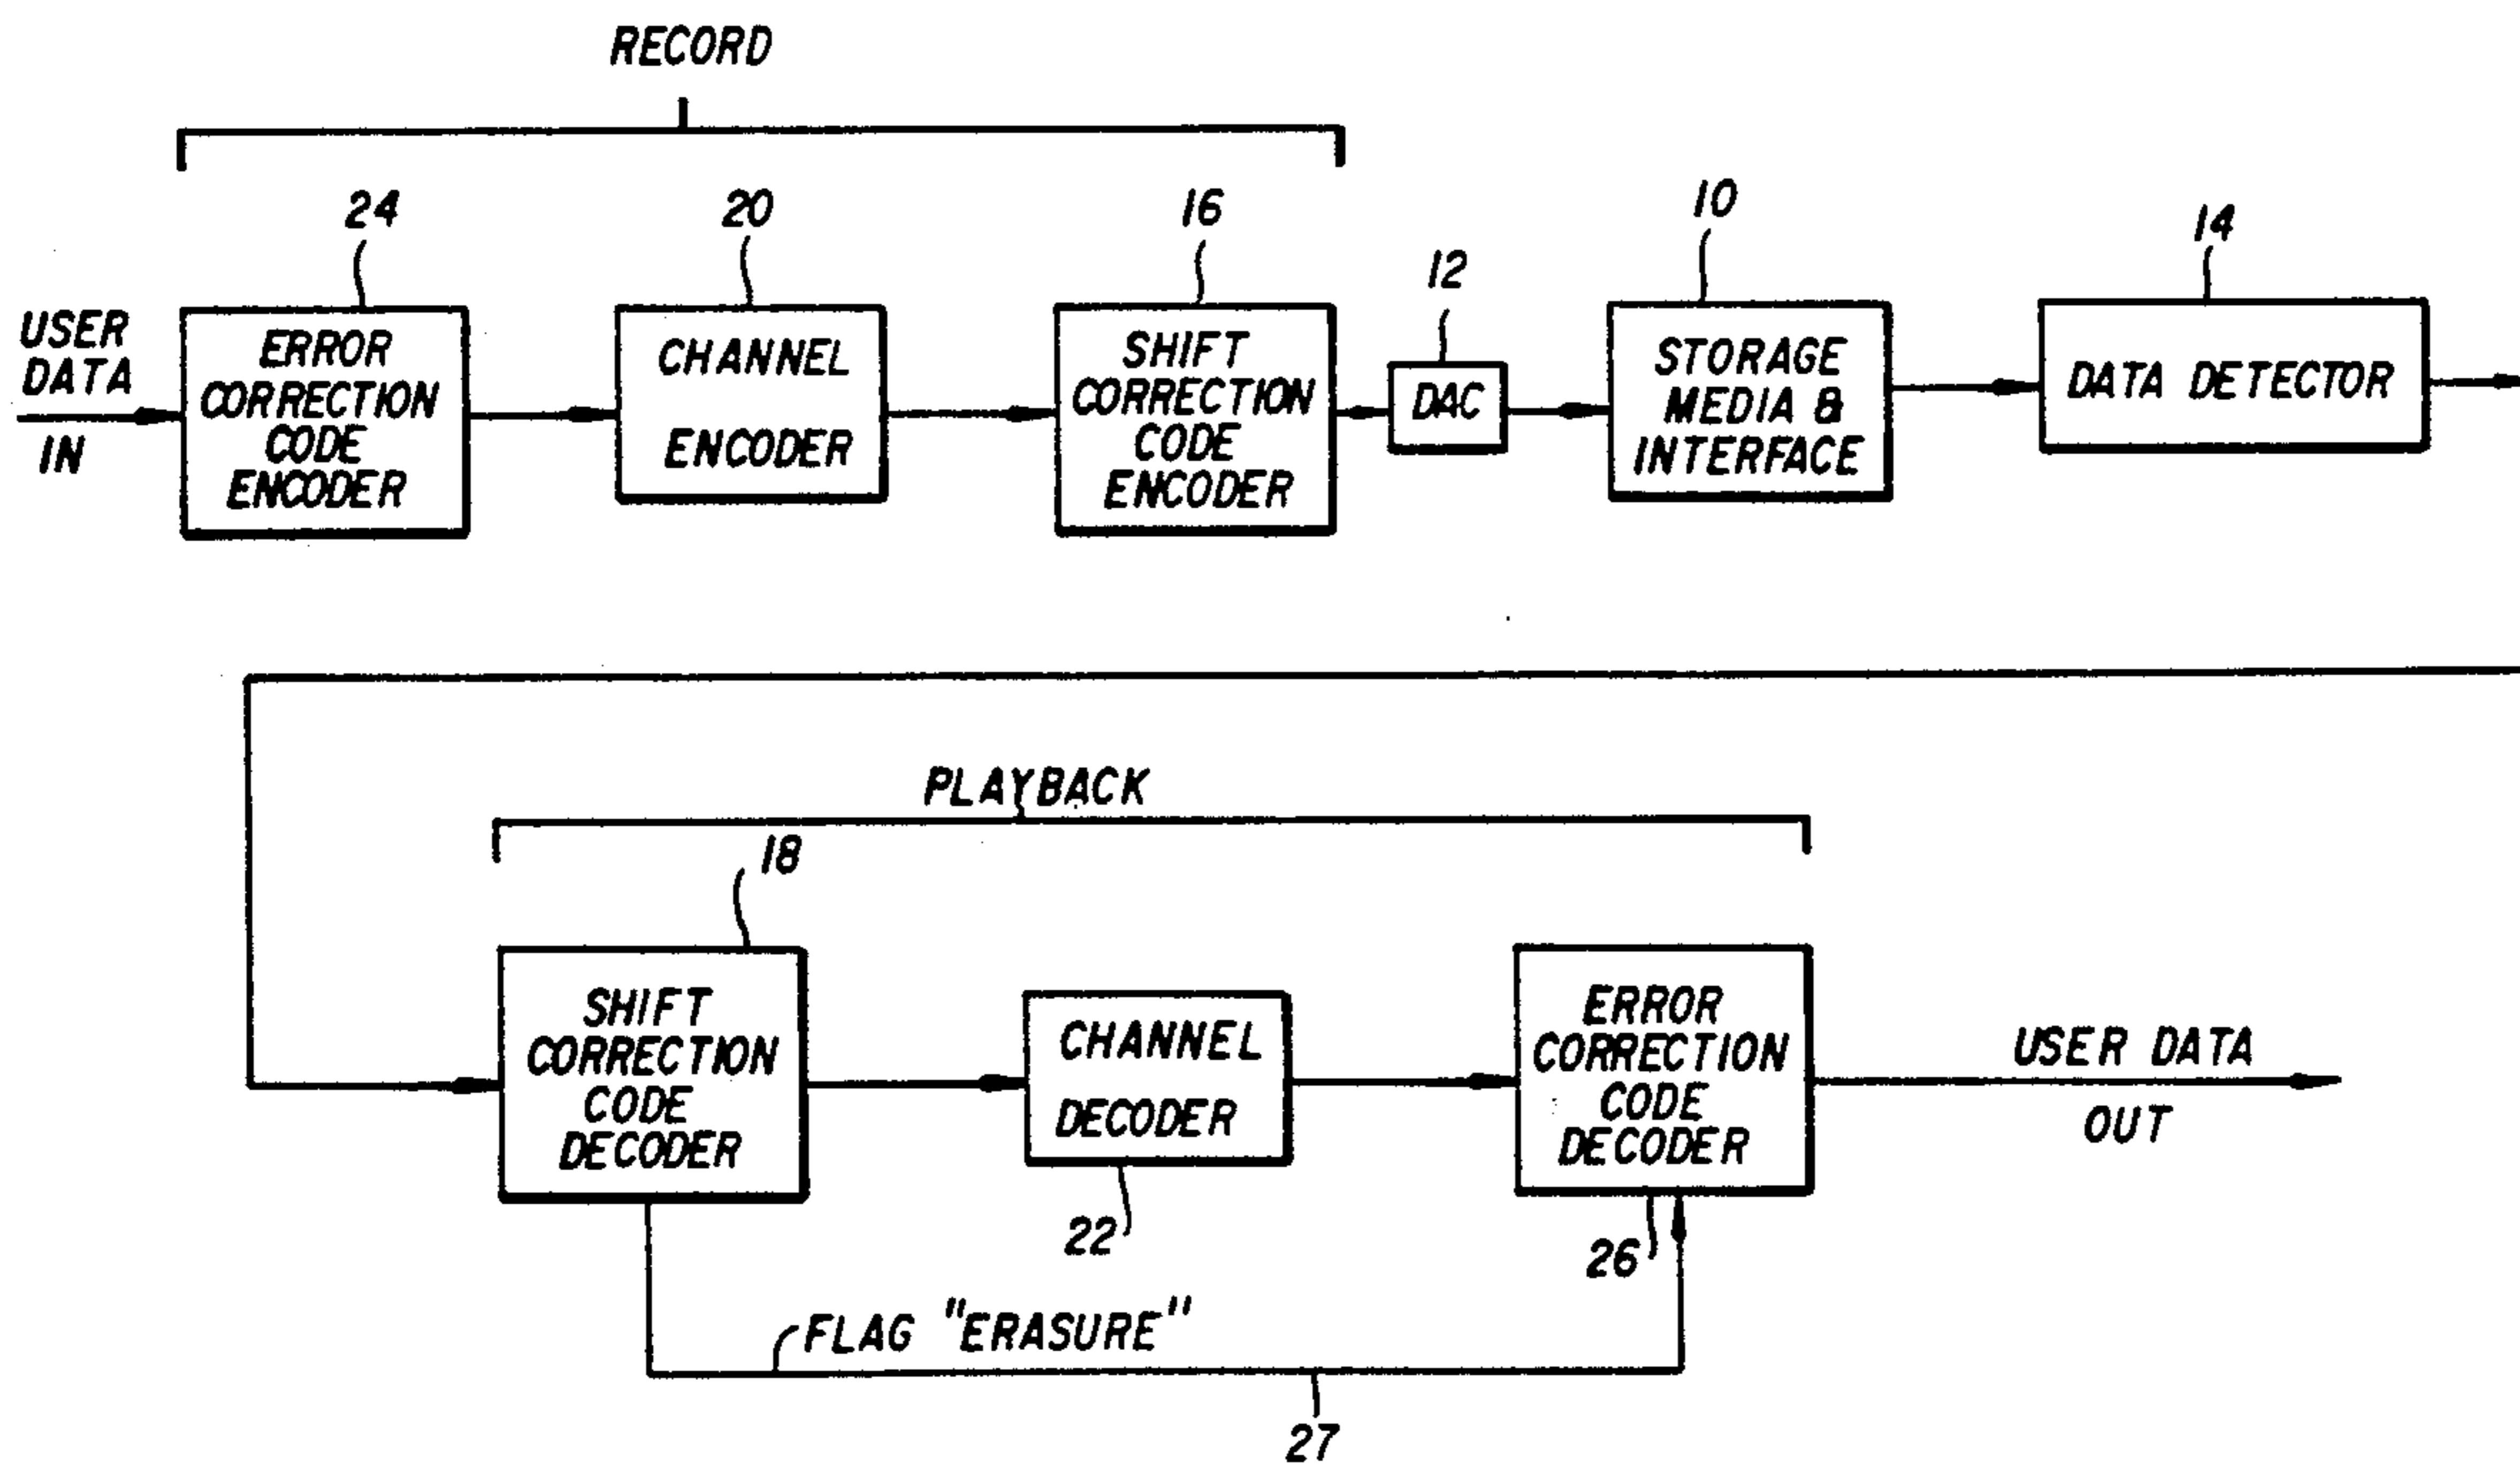 RECORD
24
20
16
12
10
14
USER
DATA
IN
ERROR
CORRECTION
CODE
ENCODER
CHANNEL
ENCODER
SHIFT
CORRECTION
CODE
ENCODER
DAC
STORAGE
MEDIA &
INTERFACE
DATA DETECTOR
PLAYBACK
18
SHIFT
CORRECTION
CODE
DECODER
CHANNEL
DECODER
22
ERROR
CORRECTION
CODE
DECODER
26
USER DATA
OUT
FLAG "ERASURE"
27